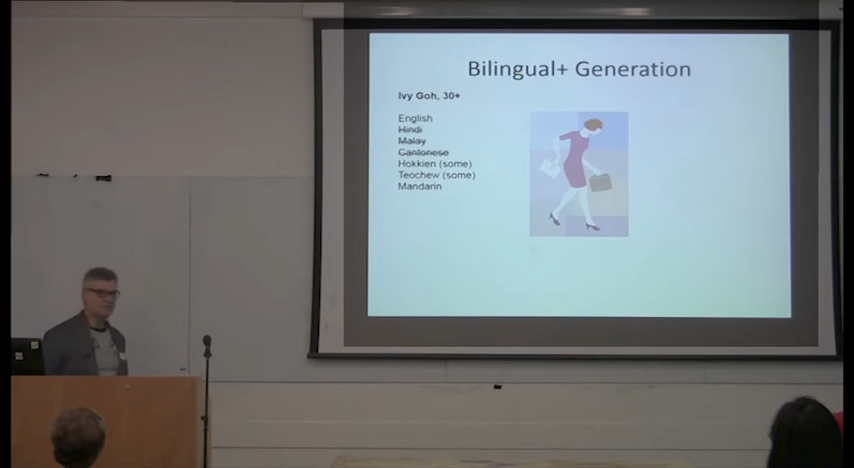 Bilingual+ Generation
Ivy Goh, 30+
English
Hindi
Malay
Cantonese
Hokkien (some)
Teochew (some)
Mandarin